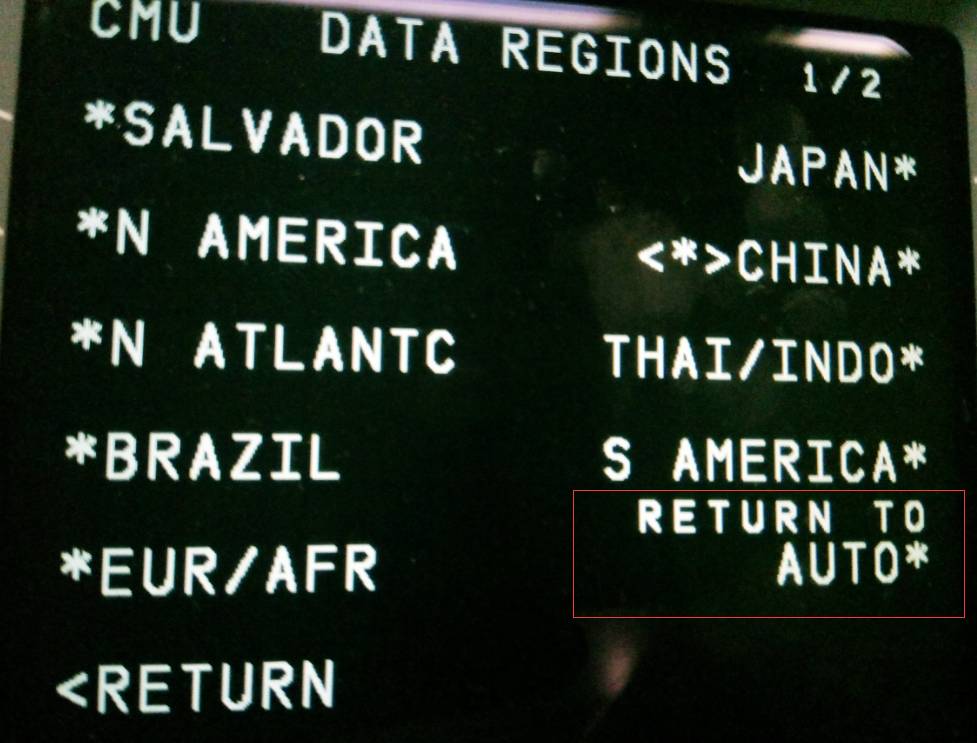 CMU DATA REGIONS 1/2
*SALVADOR
JAPAN*
*N AMERICA
<*>CHINA*
*N ATLANTC
THAI/INDO*
*BRAZIL
S AMERICA*
RETURN TO
*EUR/AFR
AUTO*
<RETURN